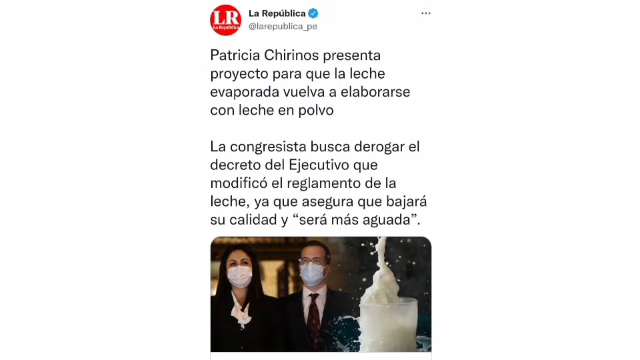 LR
La República
La República
@larepublica_pe
Patricia Chirinos presenta
proyecto para que la leche
evaporada vuelva a elaborarse
con leche en polvo
La congresista busca derogar el
decreto del Ejecutivo que
modificó el reglamento de la
leche, ya que asegura que bajará
su calidad y “será más aguada”.